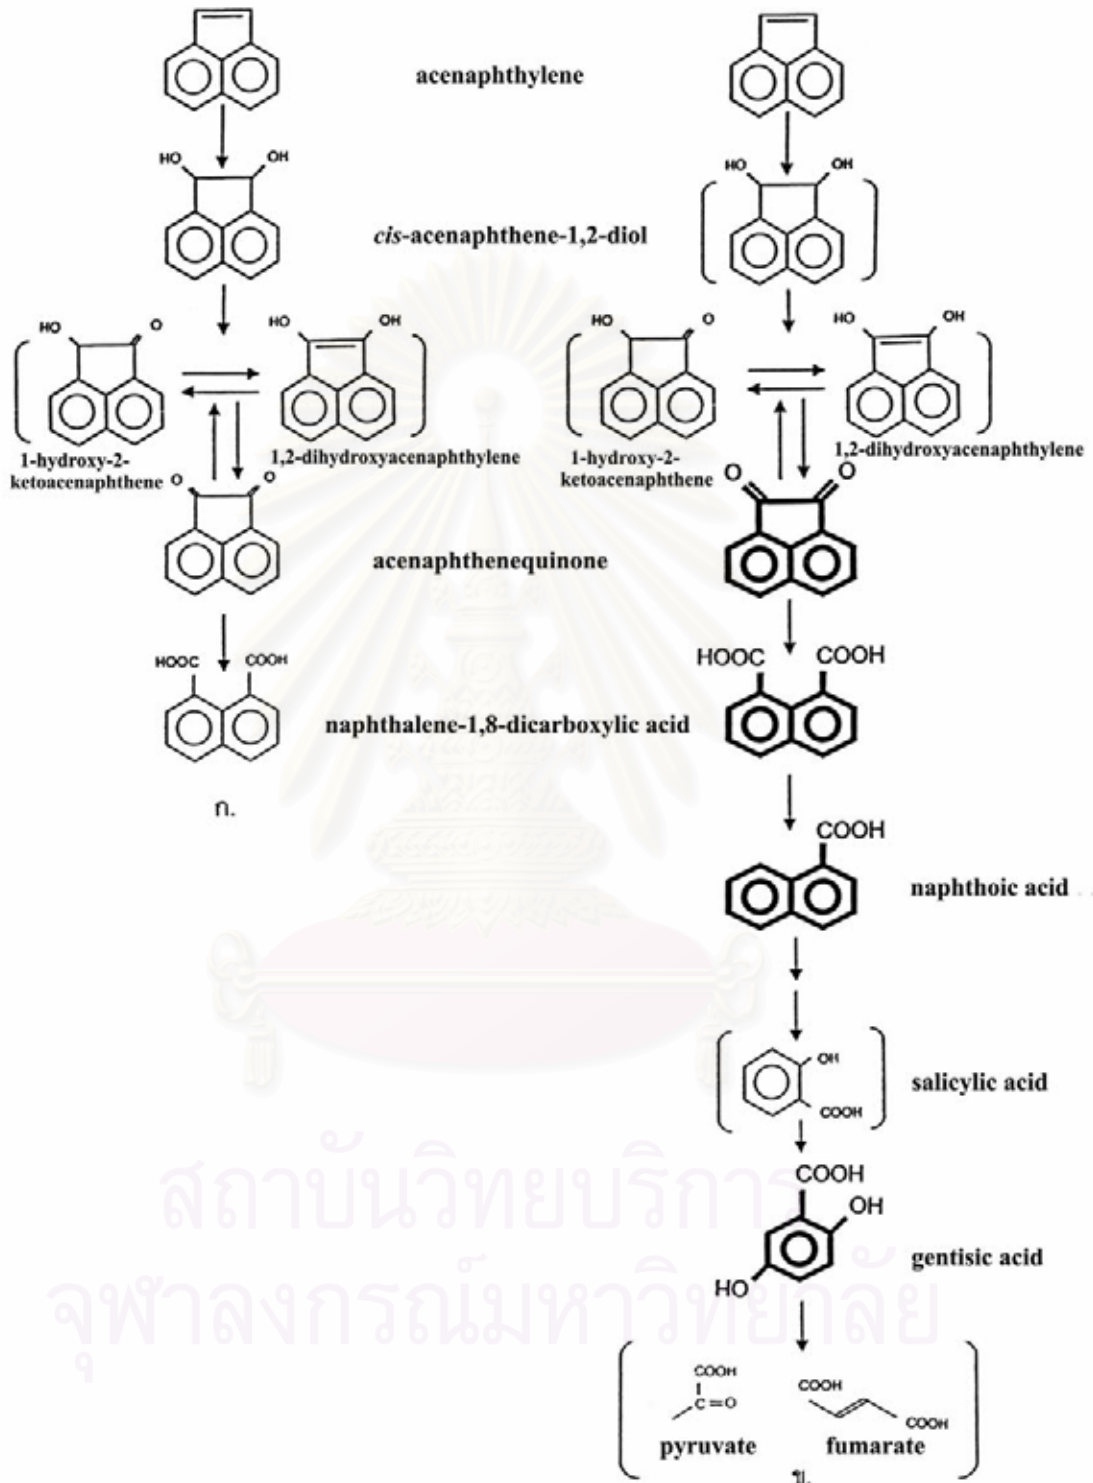 acenaphthylene
HO OH
HO OH
cis-acenaphthene-1,2-diol
HO O
HO OH
HO O
HO OH
1-hydroxy-2-
ketoacenaphthene
1,2-dihydroxyacenaphthylene
1-hydroxy-2-
ketoacenaphthene
1,2-dihydroxyacenaphthylene
O O
O O
acenaphthenequinone
HOOC COOH
HOOC COOH
naphthalene-1,8-dicarboxylic acid
ก.
COOH
naphthoic acid
OH
COOH
salicylic acid
COOH
OH
HO
gentisic acid
สถาบันวิทยบริการ
จุฬาลงกรณ์มหาวิทยาลัย
COOH
C=O
pyruvate
COOH
COOH
fumarate
ข.